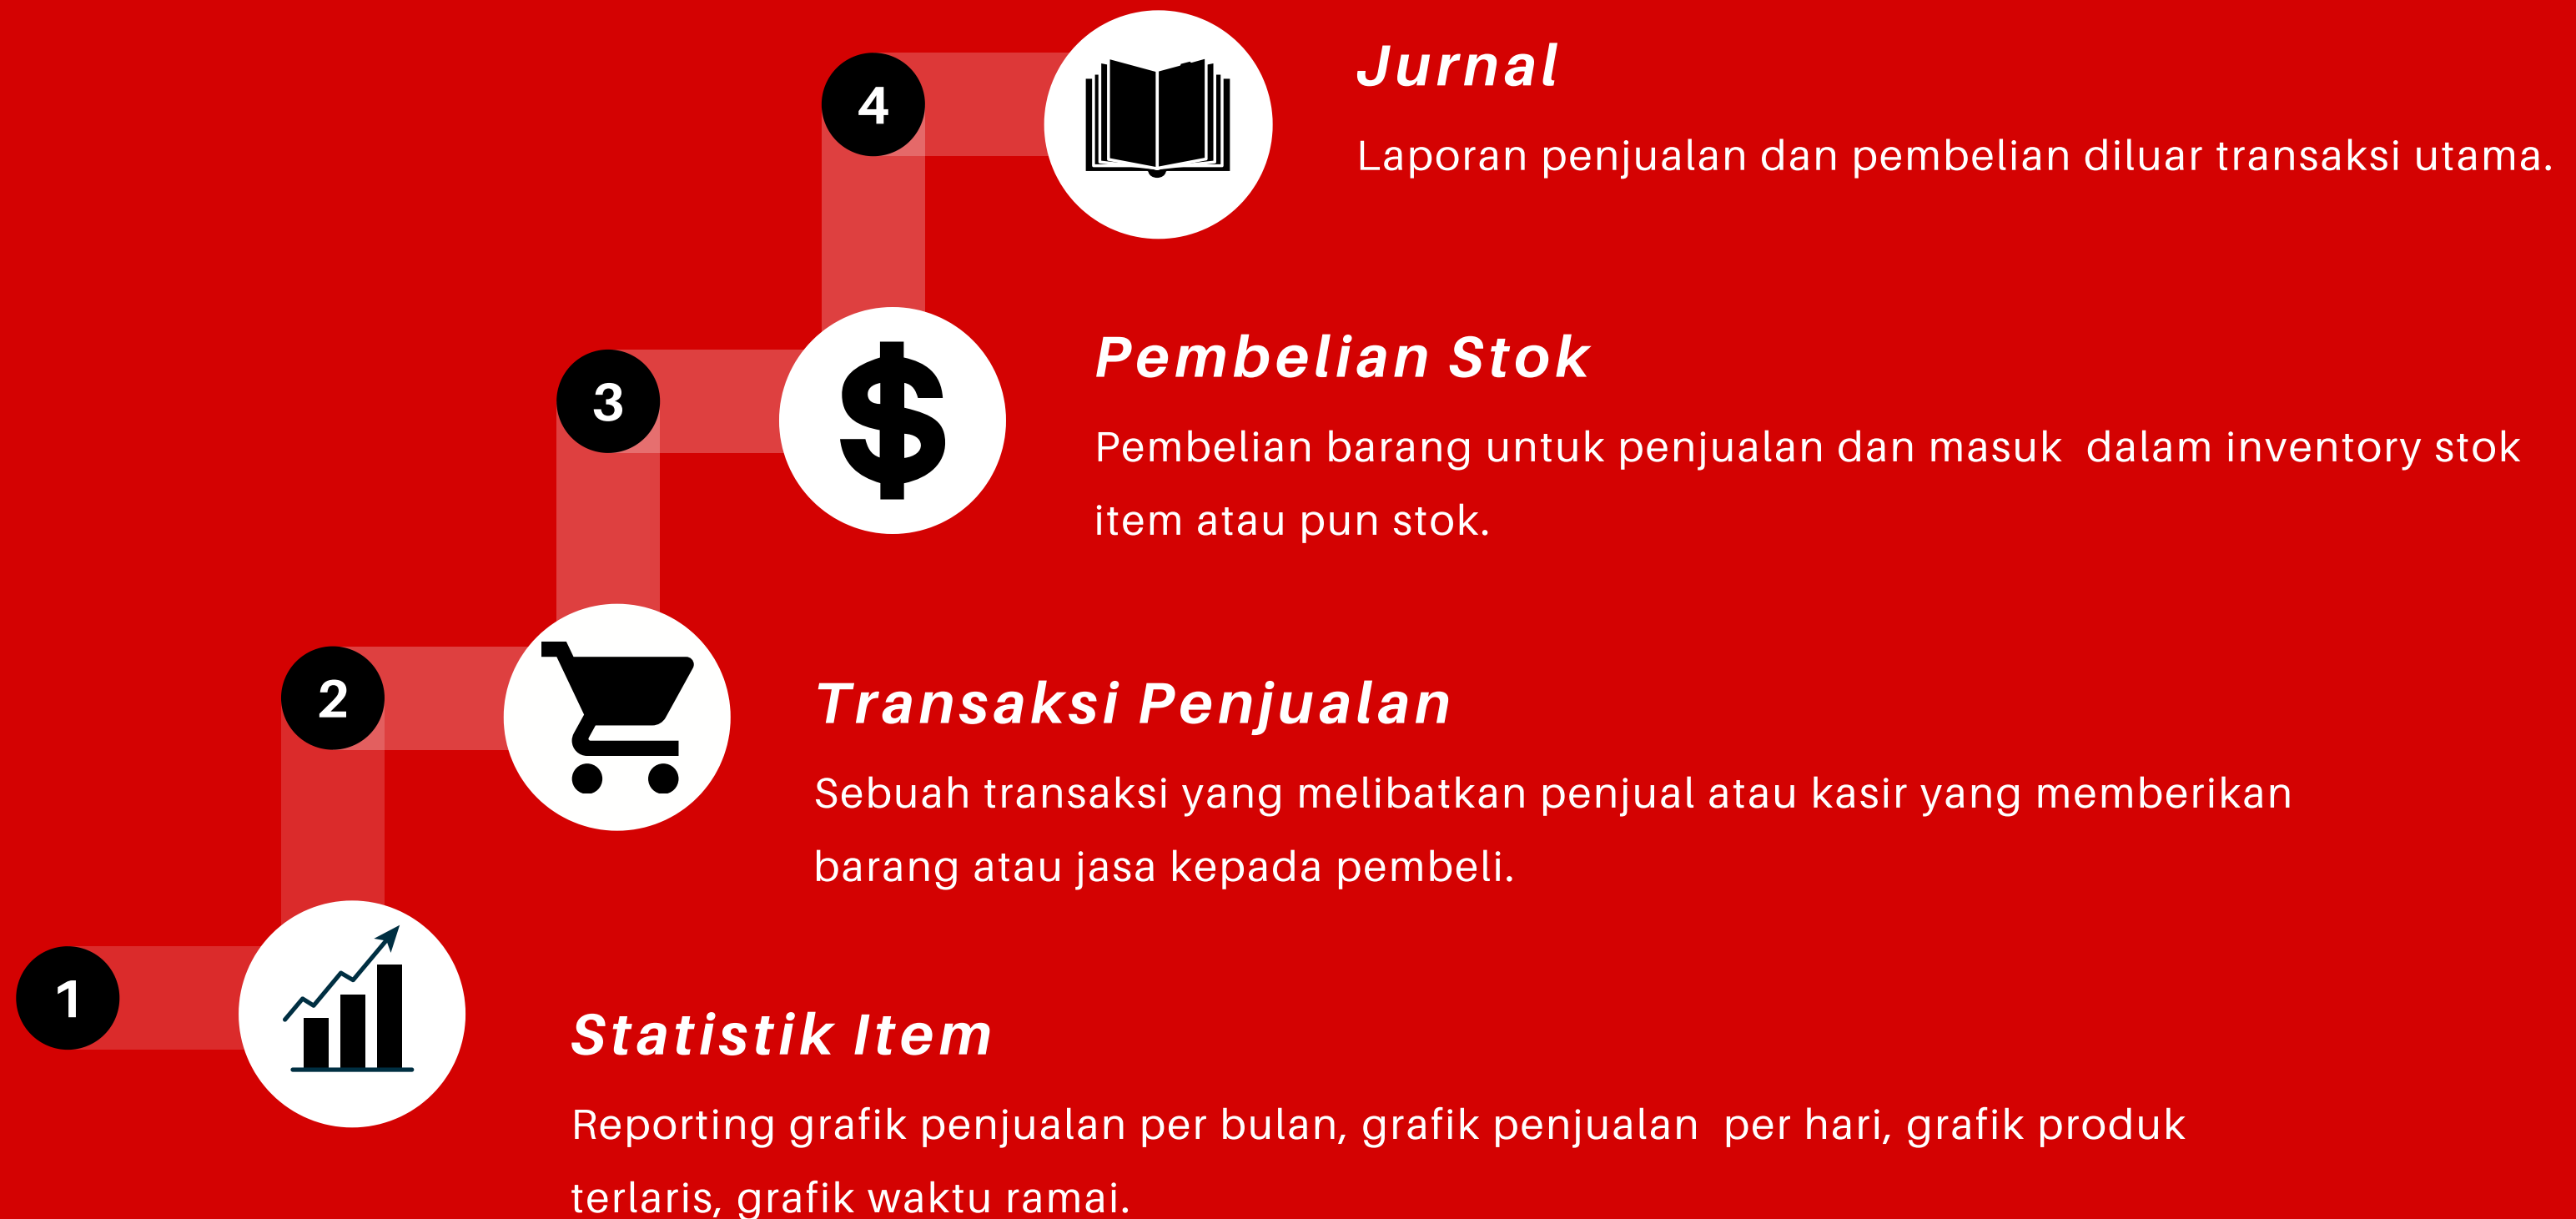 4
Jurnal
Laporan penjualan dan pembelian diluar transaksi utama.
3
$
Pembelian Stok
Pembelian barang untuk penjualan dan masuk dalam inventory stok
item atau pun stok.
2
Transaksi Penjualan
Sebuah transaksi yang melibatkan penjual atau kasir yang memberikan
barang atau jasa kepada pembeli.
1
Statistik Item
Reporting grafik penjualan per bulan, grafik penjualan per hari, grafik produk
terlaris, grafik waktu ramai.